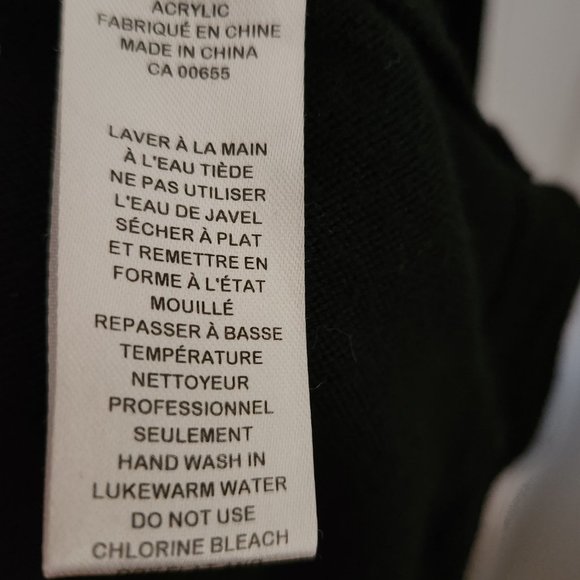 ACRYLIC
FABRIQUÉ EN CHINE
MADE IN CHINA
CA 00655
LAVER À LA MAIN
À L'EAU TIÈDE
NE PAS UTILISER
L'EAU DE JAVEL
SÉCHER À PLAT
ET REMETTRE EN
FORME À L'ÉTAT
MOUILLÉ
REPASSER À BASSE
TEMPÉRATURE
NETTOYEUR
PROFESSIONNEL
SEULEMENT
HAND WASH IN
LUKEWARM WATER
DO NOT USE
CHLORINE BLEACH